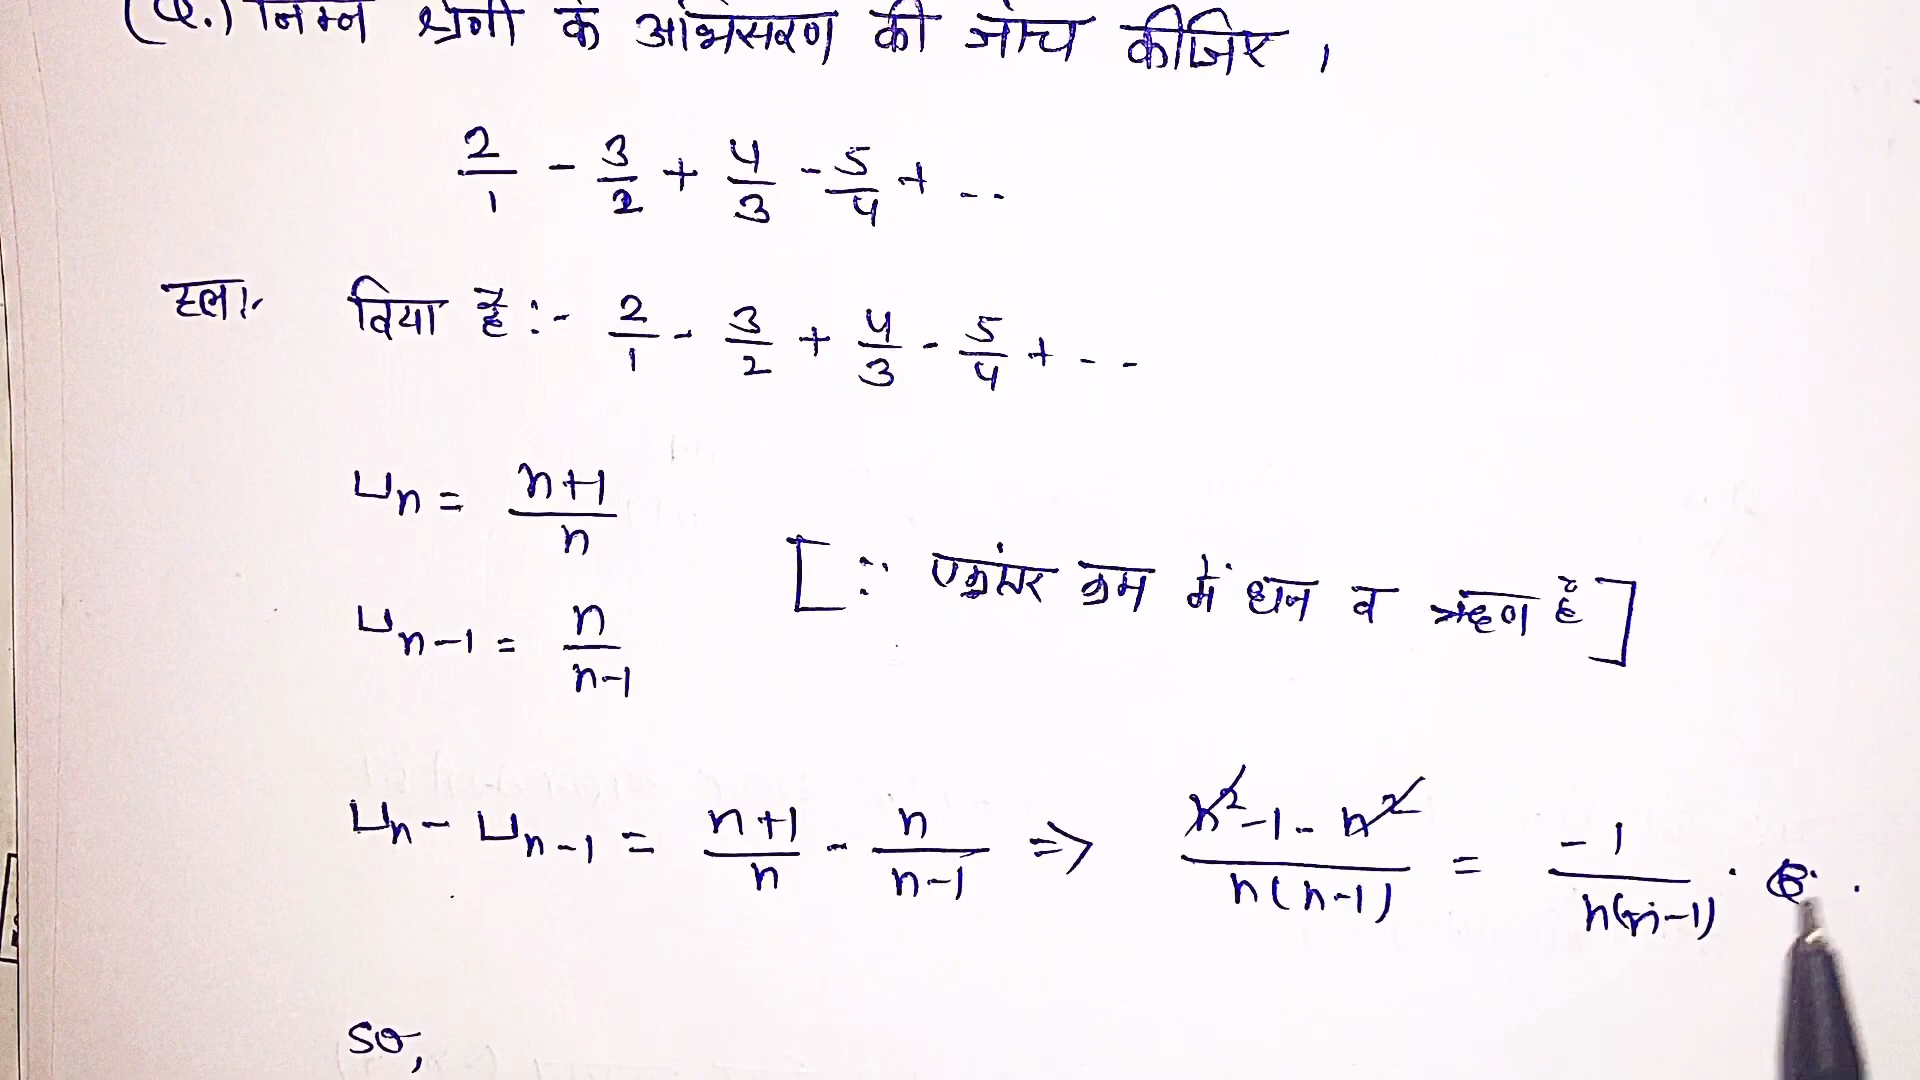 (Q.) निम्न श्रेणी के अभिसरण की जांच कीजिए ।
2/1 - 3/2 + 4/3 - 5/4 + --
हल:- दिया है :- 2/1 - 3/2 + 4/3 - 5/4 + --
Un = n+1/n
[∵ एकांतर क्रम में धन व ऋण है]
Un-1 = n/n-1
Un - Un-1 = n+1/n - n/n-1 => n²-1-n²/n(n-1) = -1/n(n-1)
so,